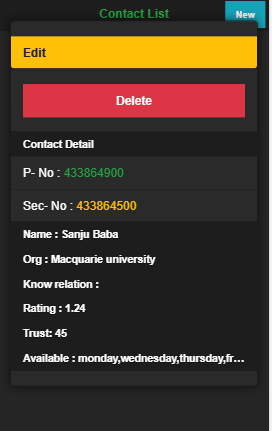 Contact List
New
Edit
Delete
Contact Detail
P- No : 433864900
Sec- No : 433864500
Name : Sanju Baba
Org : Macquarie university
Know relation :
Rating : 1.24
Trust: 45
Available : monday,wednesday,thursday,fr...